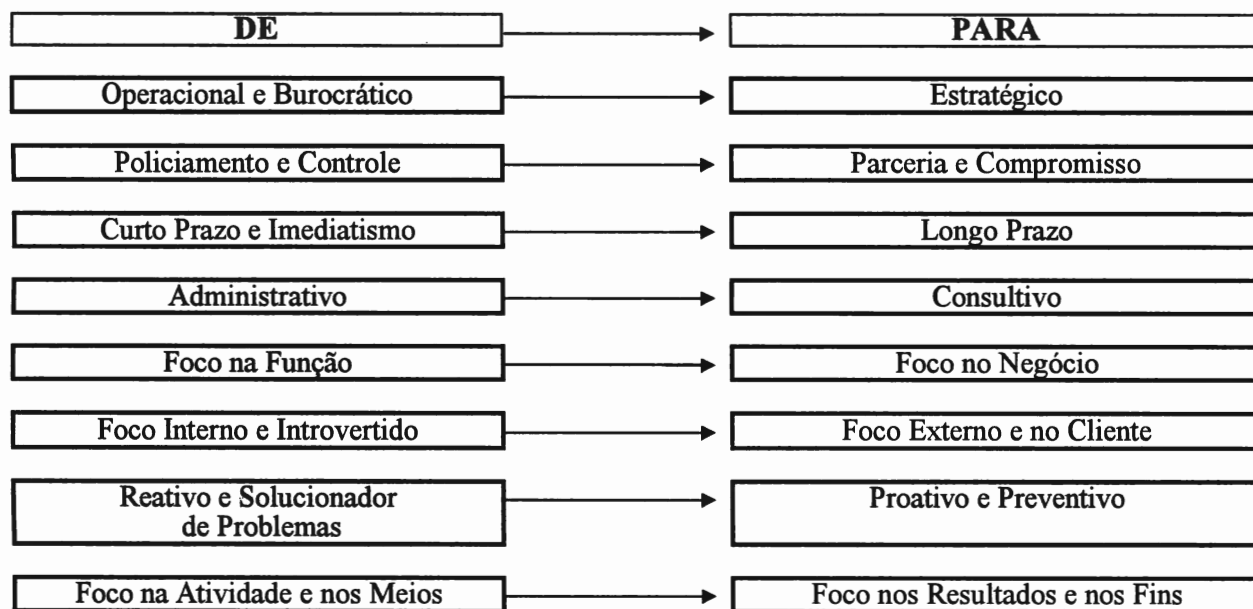 DE
PARA
Operacional e Burocrático
Estratégico
Policiamento e Controle
Parceria e Compromisso
Curto Prazo e Imediatismo
Longo Prazo
Administrativo
Consultivo
Foco na Função
Foco no Negócio
Foco Interno e Introvertido
Foco Externo e no Cliente
Reativo e Solucionador
de Problemas
Proativo e Preventivo
Foco na Atividade e nos Meios
Foco nos Resultados e nos Fins